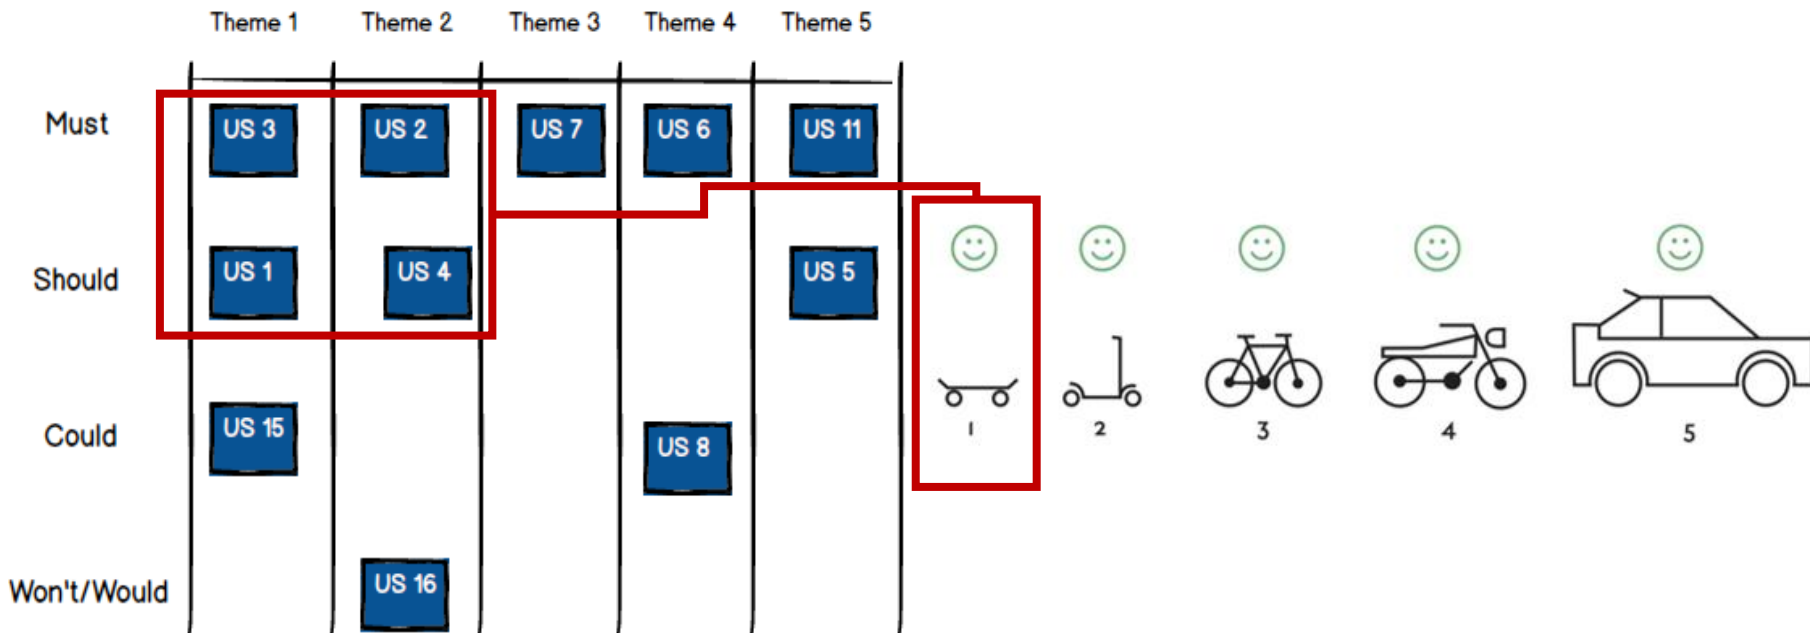 Theme 1 Theme 2 Theme 3 Theme 4 Theme 5
Must US 3 US 2 US 7 US 6 US 11
Should US 1 US 4 US 5
Could US 15 US 8
1 2 3 4 5
Won't/Would US 16